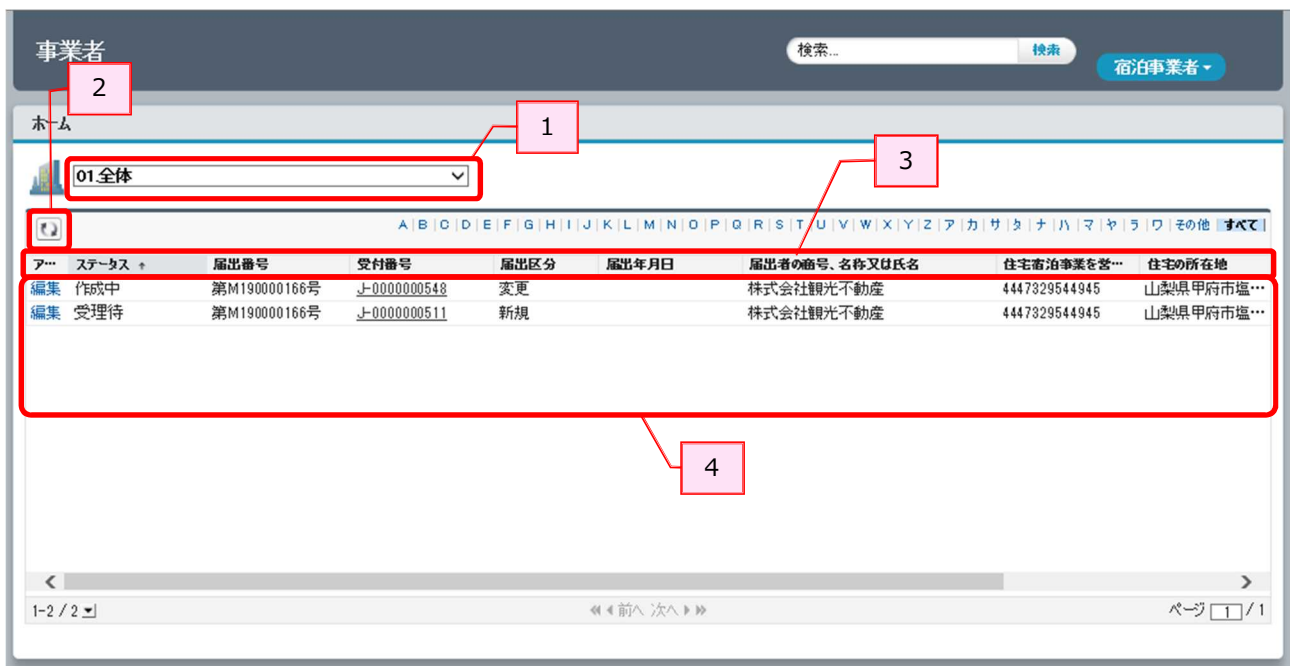 事業者
検索...
検索
宿泊事業者
2
ホーム
1
01.全体
3
A|B|C|D|E|F|G|H|I|J|K|L|M|N|O|P|Q|R|S|T|U|V|W|X|Y|Z|ア|カ|サ|タ|ナ|ハ|マ|ヤ|ラ|ワ|その他|すべて
ア… ステータス ↑ 届出番号 受付番号 届出区分 届出年月日 届出者の商号、名称又は氏名 住宅宿泊事業を営… 住宅の所在地
編集 作成中 第M190000166号 J-0000000548 変更 株式会社観光不動産 4447329544945 山梨県甲府市塩…
編集 受理待 第M190000166号 J-0000000511 新規 株式会社観光不動産 4447329544945 山梨県甲府市塩…
4
1-2 / 2 前へ 次へ ページ 1 / 1